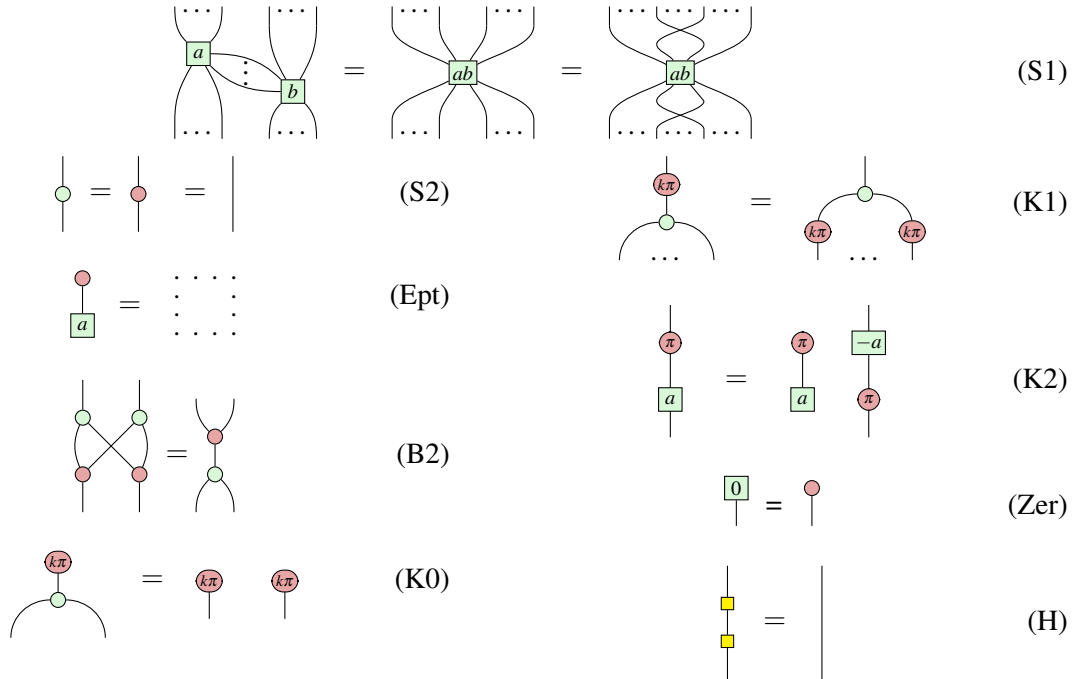 ··· ··· ··· ··· ··· ··· ···
a ⋮ b = ab = ab (S1)
··· ··· ··· ··· ··· ··· ···
= = (S2)
kπ = kπ kπ (K1)
··· ···
a = (Ept)
π a = π a −a π (K2)
= (B2)
0 = (Zer)
kπ = kπ kπ (K0)
= (H)